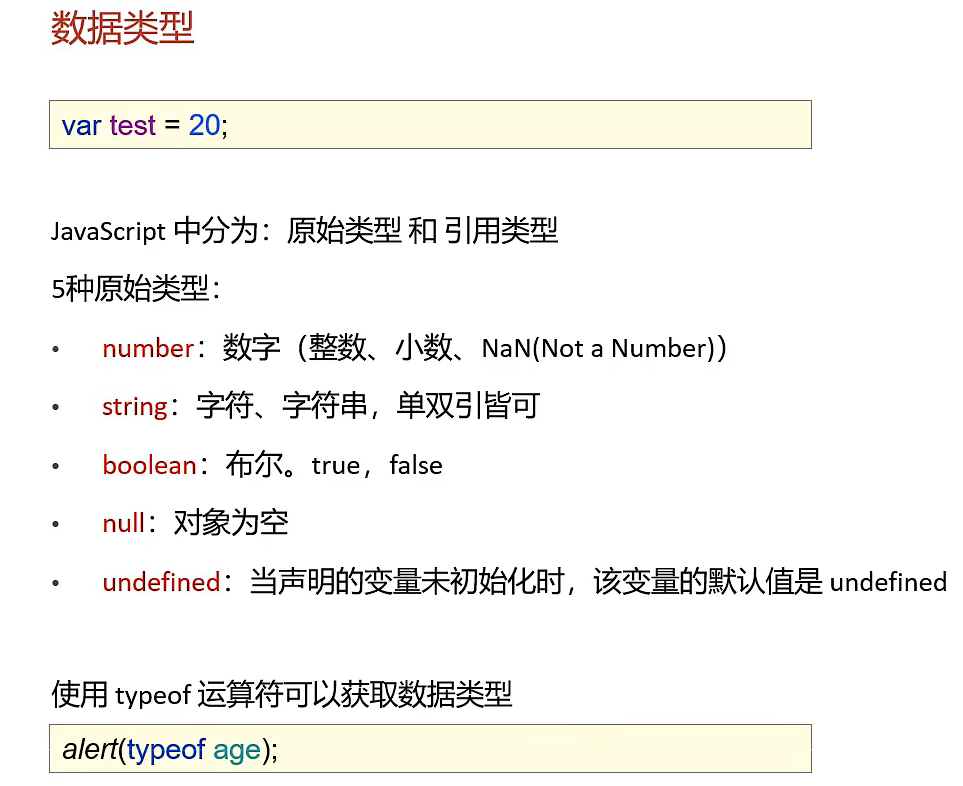 数据类型
var test = 20;
JavaScript 中分为：原始类型 和 引用类型
5种原始类型：
• number：数字（整数、小数、NaN(Not a Number)）
• string：字符、字符串，单双引皆可
• boolean：布尔。true，false
• null：对象为空
• undefined：当声明的变量未初始化时，该变量的默认值是 undefined
使用 typeof 运算符可以获取数据类型
alert(typeof age);